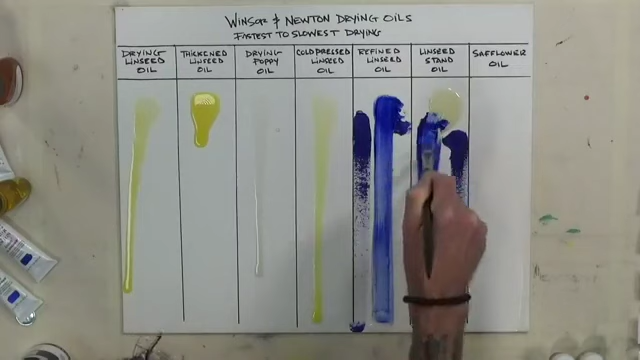 WINSOR & NEWTON DRYING OILS
FASTEST TO SLOWEST DRYING
DRYING LINSEED OIL
THICKENED LINSEED OIL
DRYING POPPY OIL
COLD PRESSED LINSEED OIL
REFINED LINSEED OIL
LINSEED STAND OIL
SAFFLOWER OIL